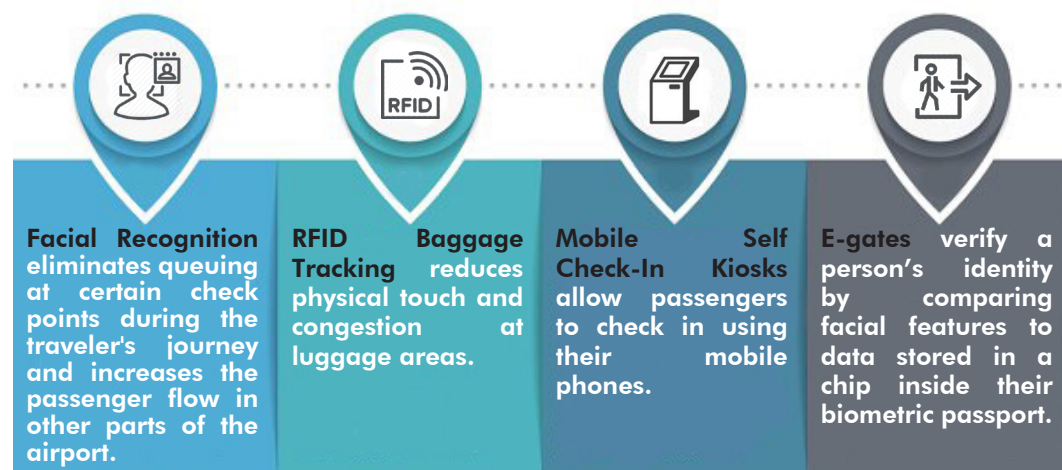 RFID
Facial Recognition
eliminates queuing
at certain check
points during the
traveler's journey
and increases the
passenger flow in
other parts of the
airport.
RFID Baggage
Tracking reduces
physical touch and
congestion at
luggage areas.
Mobile Self
Check-In Kiosks
allow passengers
to check in using
their mobile
phones.
E-gates verify a
person’s identity
by comparing
facial features to
data stored in a
chip inside their
biometric passport.